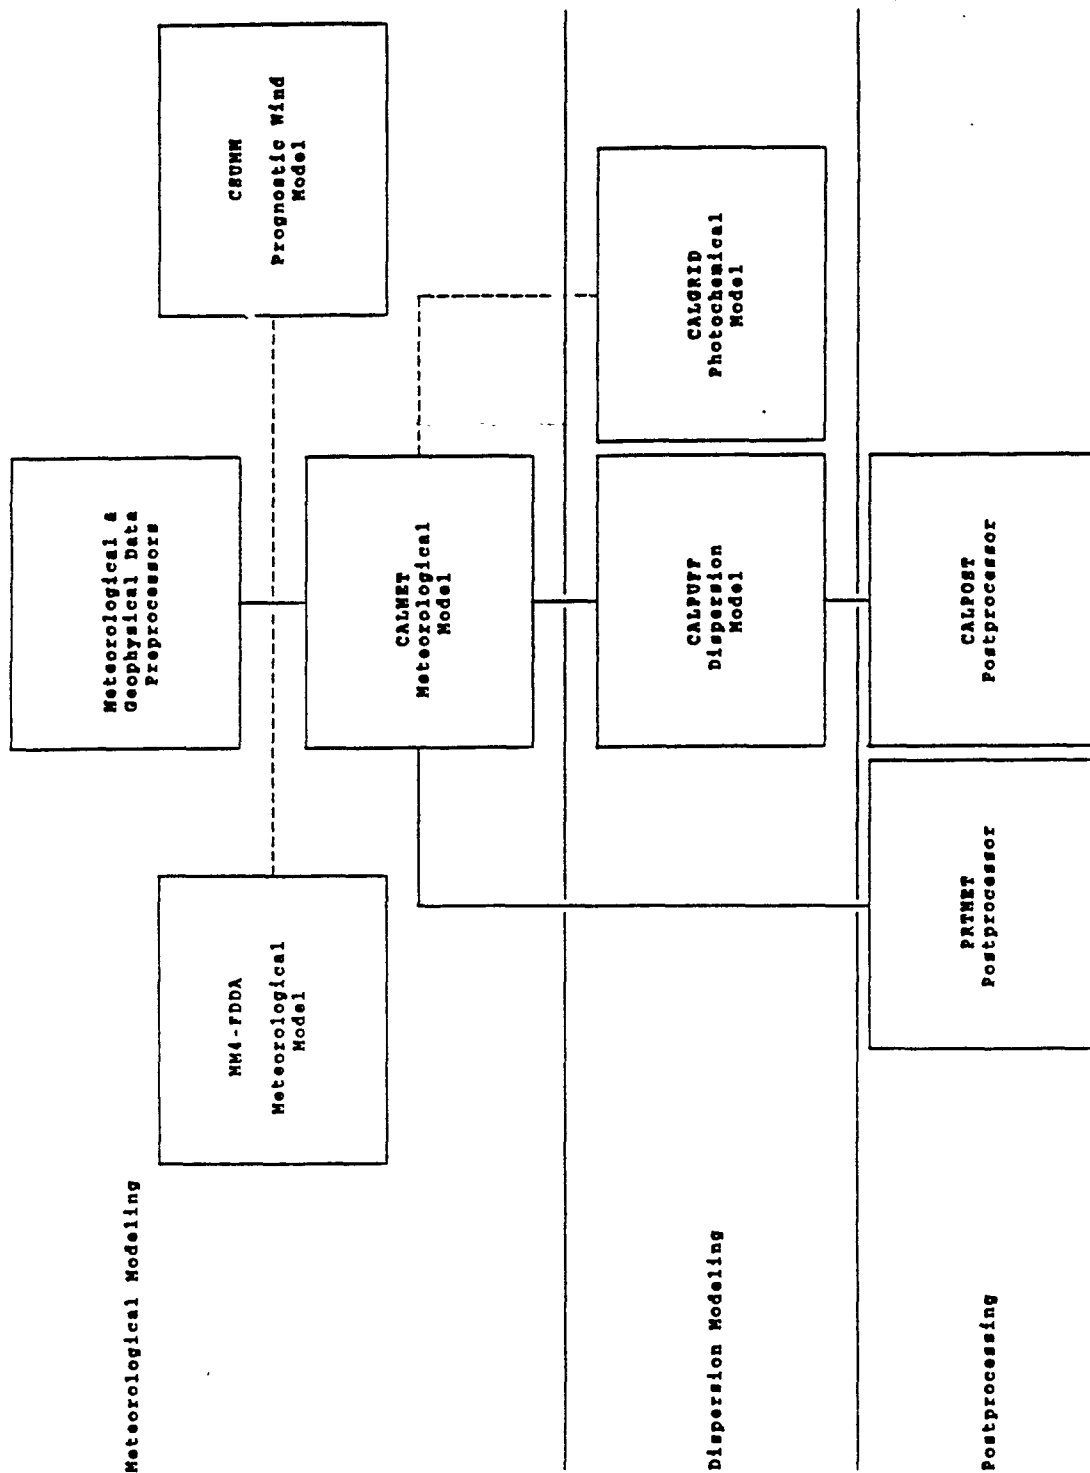 Meteorological Modeling
Meteorological &
Geophysical Data
Preprocessors
MM4-FDDA
Meteorological
Model
CSUMM
Prognostic Wind
Model
CALMET
Meteorological
Model
Dispersion Modeling
CALPUFF
Dispersion
Model
CALGRID
Photochemical
Model
Postprocessing
PRTMET
Postprocessor
CALPOST
Postprocessor